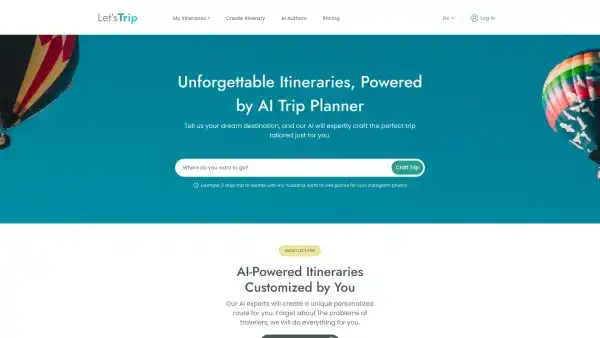 Let'sTrip
My Itineraries
Create Itinerary
AI Authors
Pricing
EN
Log in
Unforgettable Itineraries, Powered
by AI Trip Planner
Tell us your dream destination, and our AI will expertly craft the perfect trip
tailored just for you.
Where do you want to go?
Craft Trip
Example: 3 days trip to Seattle with my husband, want to visit places for cool Instagram photos
ABOUT LET'S TRIP
AI-Powered Itineraries
Customized by You
Our AI experts will create a unique personalized
route for you. Forget about the problems of
travelers, we will do everything for you.